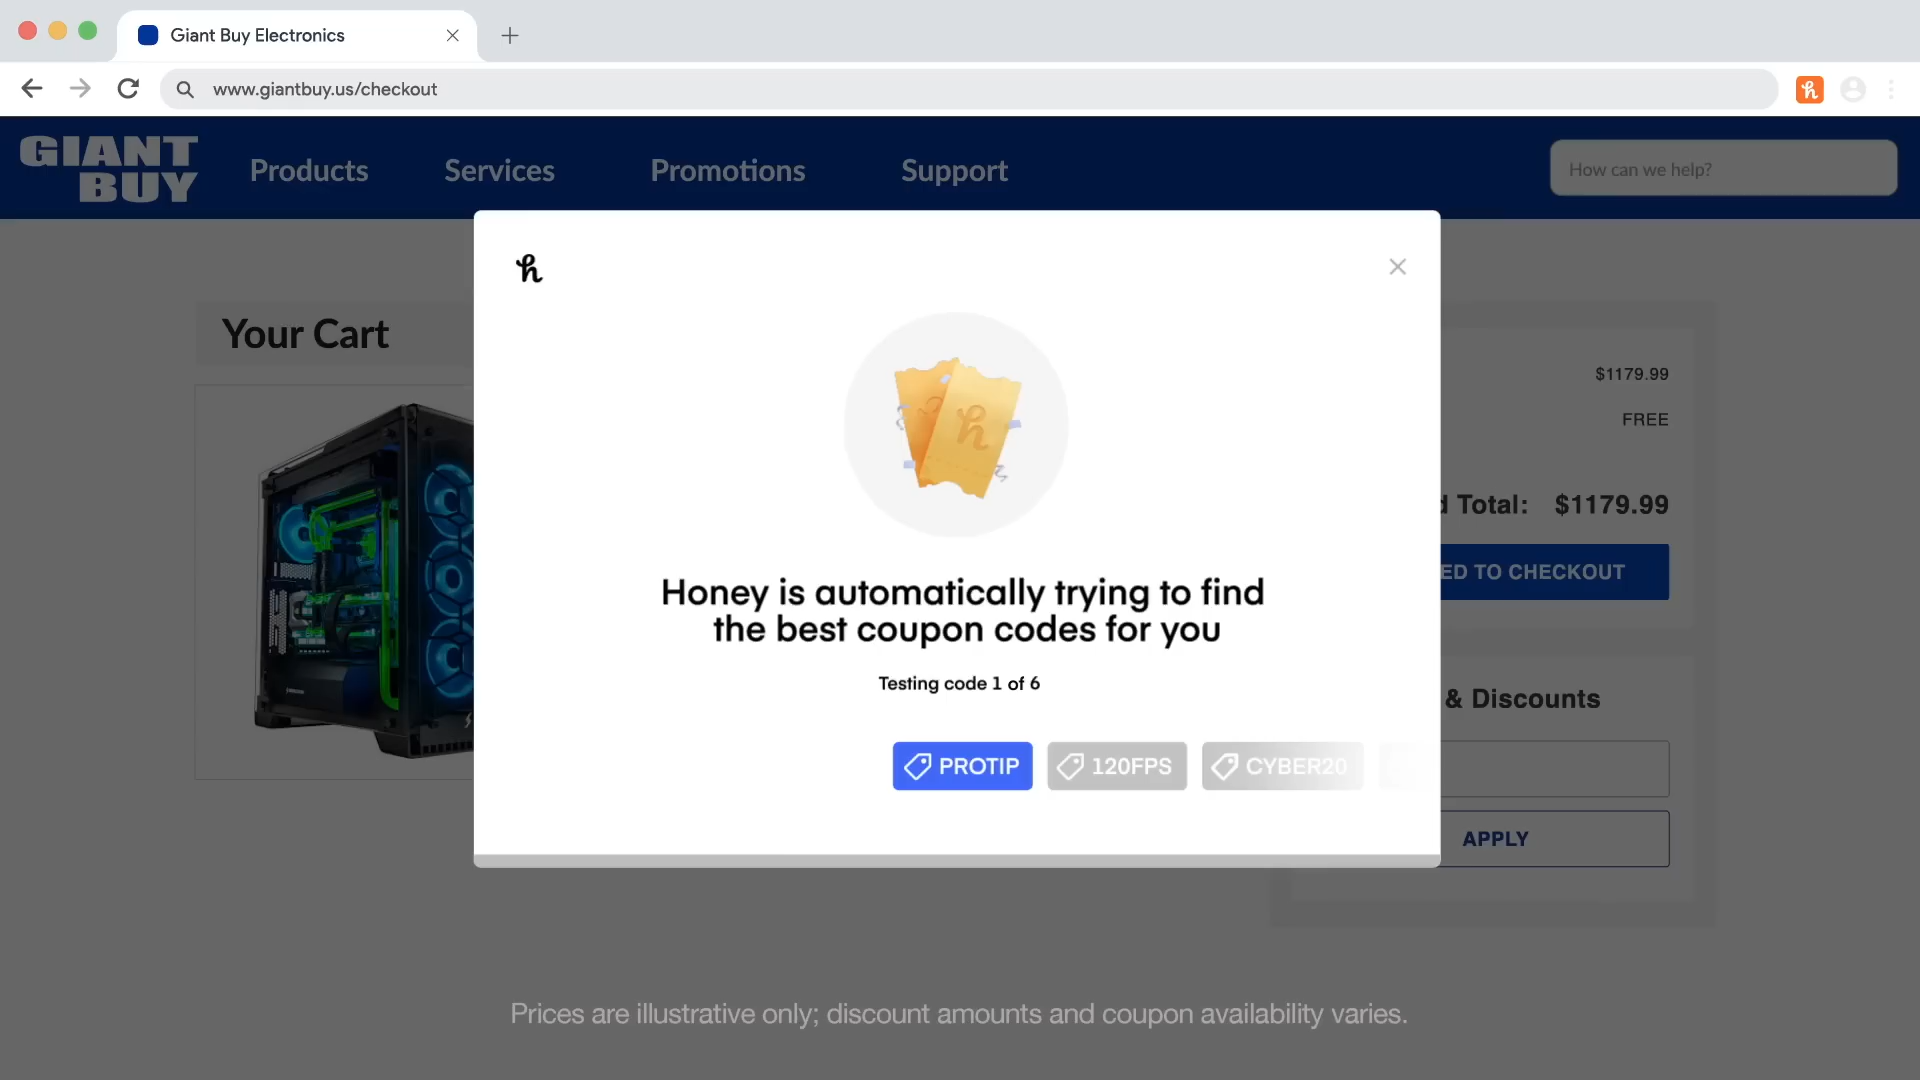 Giant Buy Electronics
www.giantbuy.us/checkout
GIANT
BUY
Products
Services
Promotions
Support
How can we help?
Your Cart
$1179.99
FREE
Total: $1179.99
ED TO CHECKOUT
Honey is automatically trying to find
the best coupon codes for you
Testing code 1 of 6
PROTIP
120FPS
CYBER20
& Discounts
APPLY
Prices are illustrative only; discount amounts and coupon availability varies.